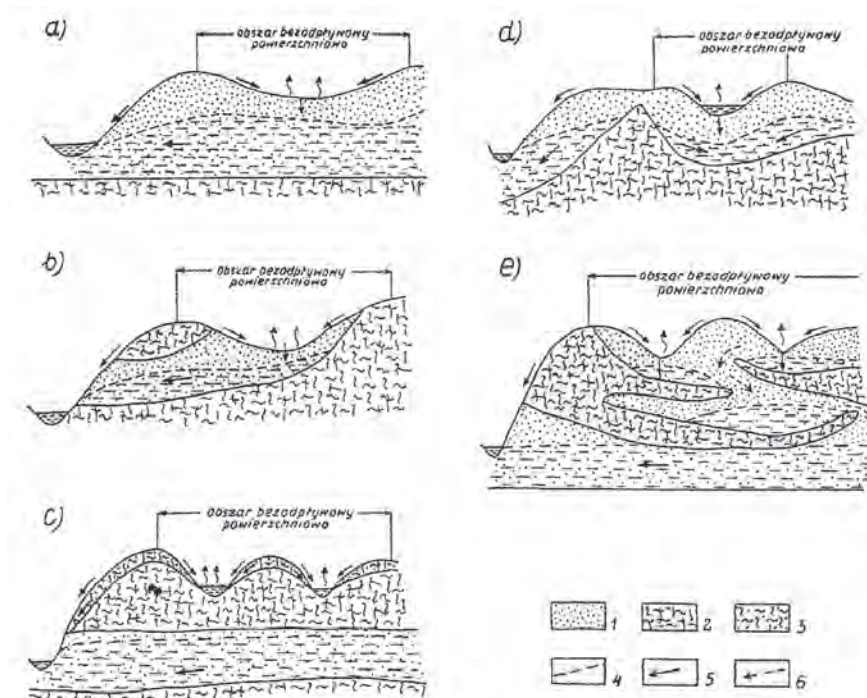 a)
obszar bezodpływowy
powierzchniowo
b)
obszar bezodpływowy
powierzchniowo
c)
obszar bezodpływowy
powierzchniowo
d)
obszar bezodpływowy
powierzchniowo
e)
obszar bezodpływowy
powierzchniowo
1 2 3
4 5 6